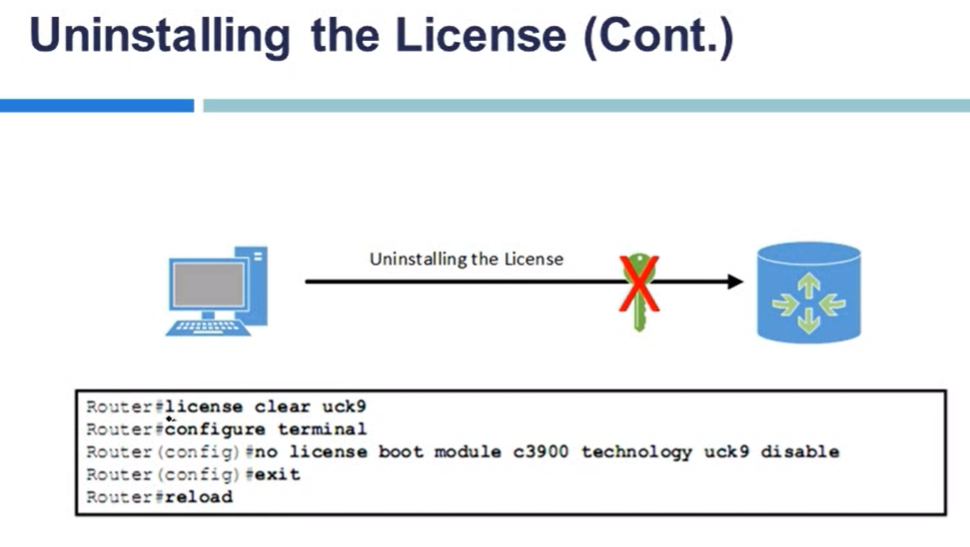 Uninstalling the License (Cont.)
Uninstalling the License
Router#license clear uck9
Router#configure terminal
Router(config)#no license boot module c3900 technology uck9 disable
Router(config)#exit
Router#reload